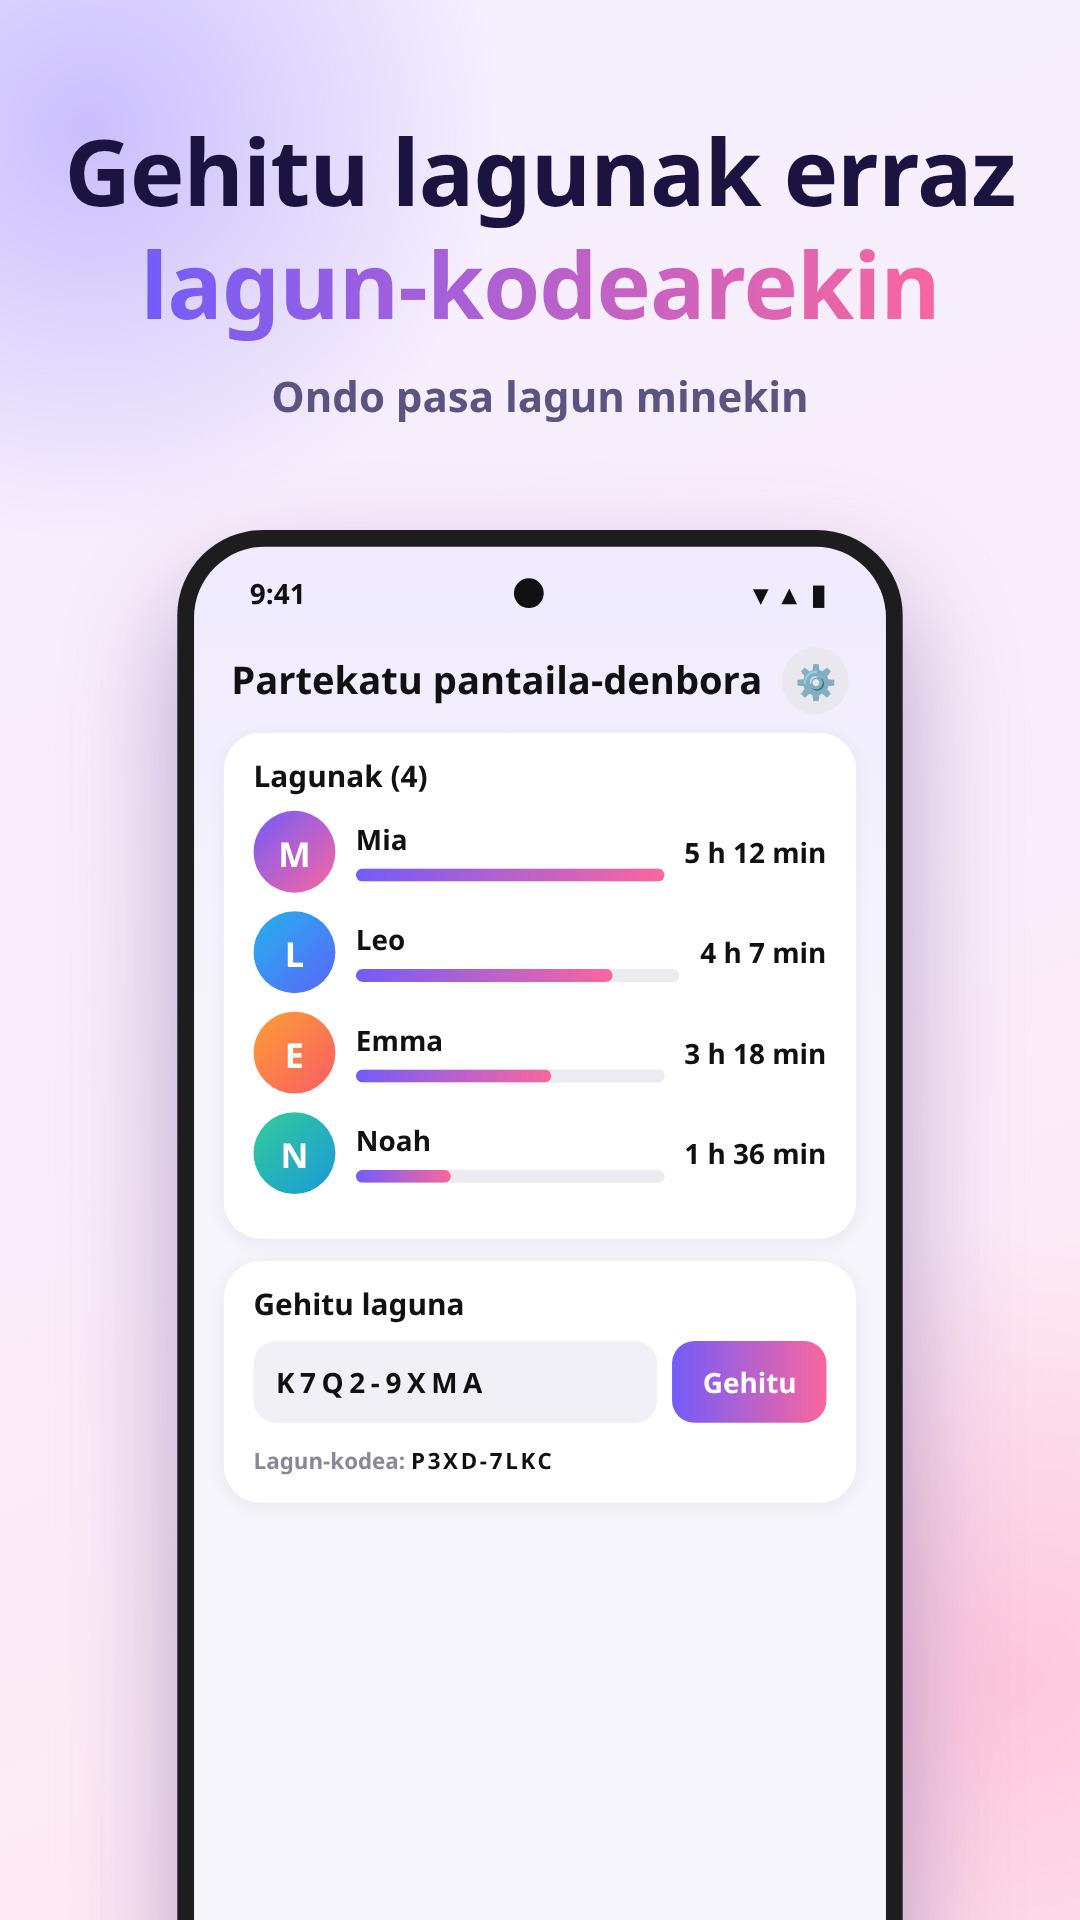 Gehitu lagunak erraz
lagun-kodearekin
Ondo pasa lagun minekin
9:41
Partekatu pantaila-denbora
Lagunak (4)
M
Mia
5 h 12 min
L
Leo
4 h 7 min
E
Emma
3 h 18 min
N
Noah
1 h 36 min
Gehitu laguna
K7Q2-9XMA
Gehitu
Lagun-kodea: P3XD-7LKC